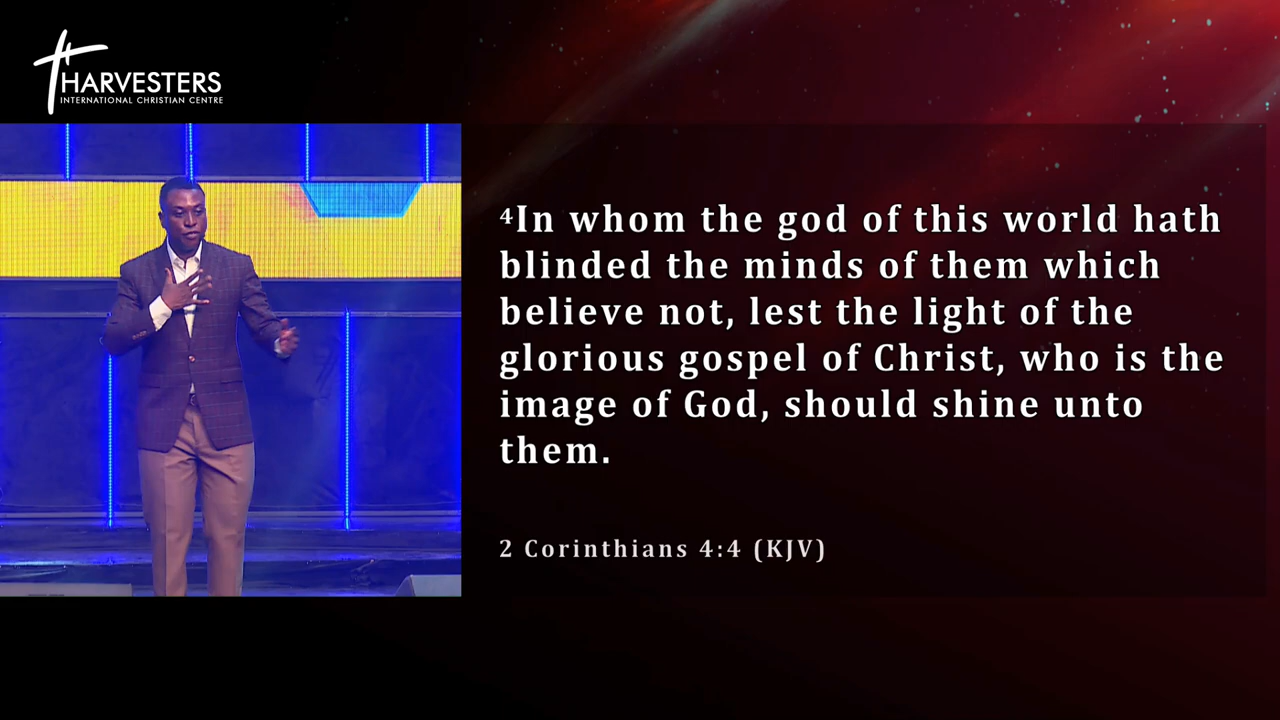 HARVESTERS
INTERNATIONAL CHRISTIAN CENTRE
⁴In whom the god of this world hath
blinded the minds of them which
believe not, lest the light of the
glorious gospel of Christ, who is the
image of God, should shine unto
them.
2 Corinthians 4:4 (KJV)